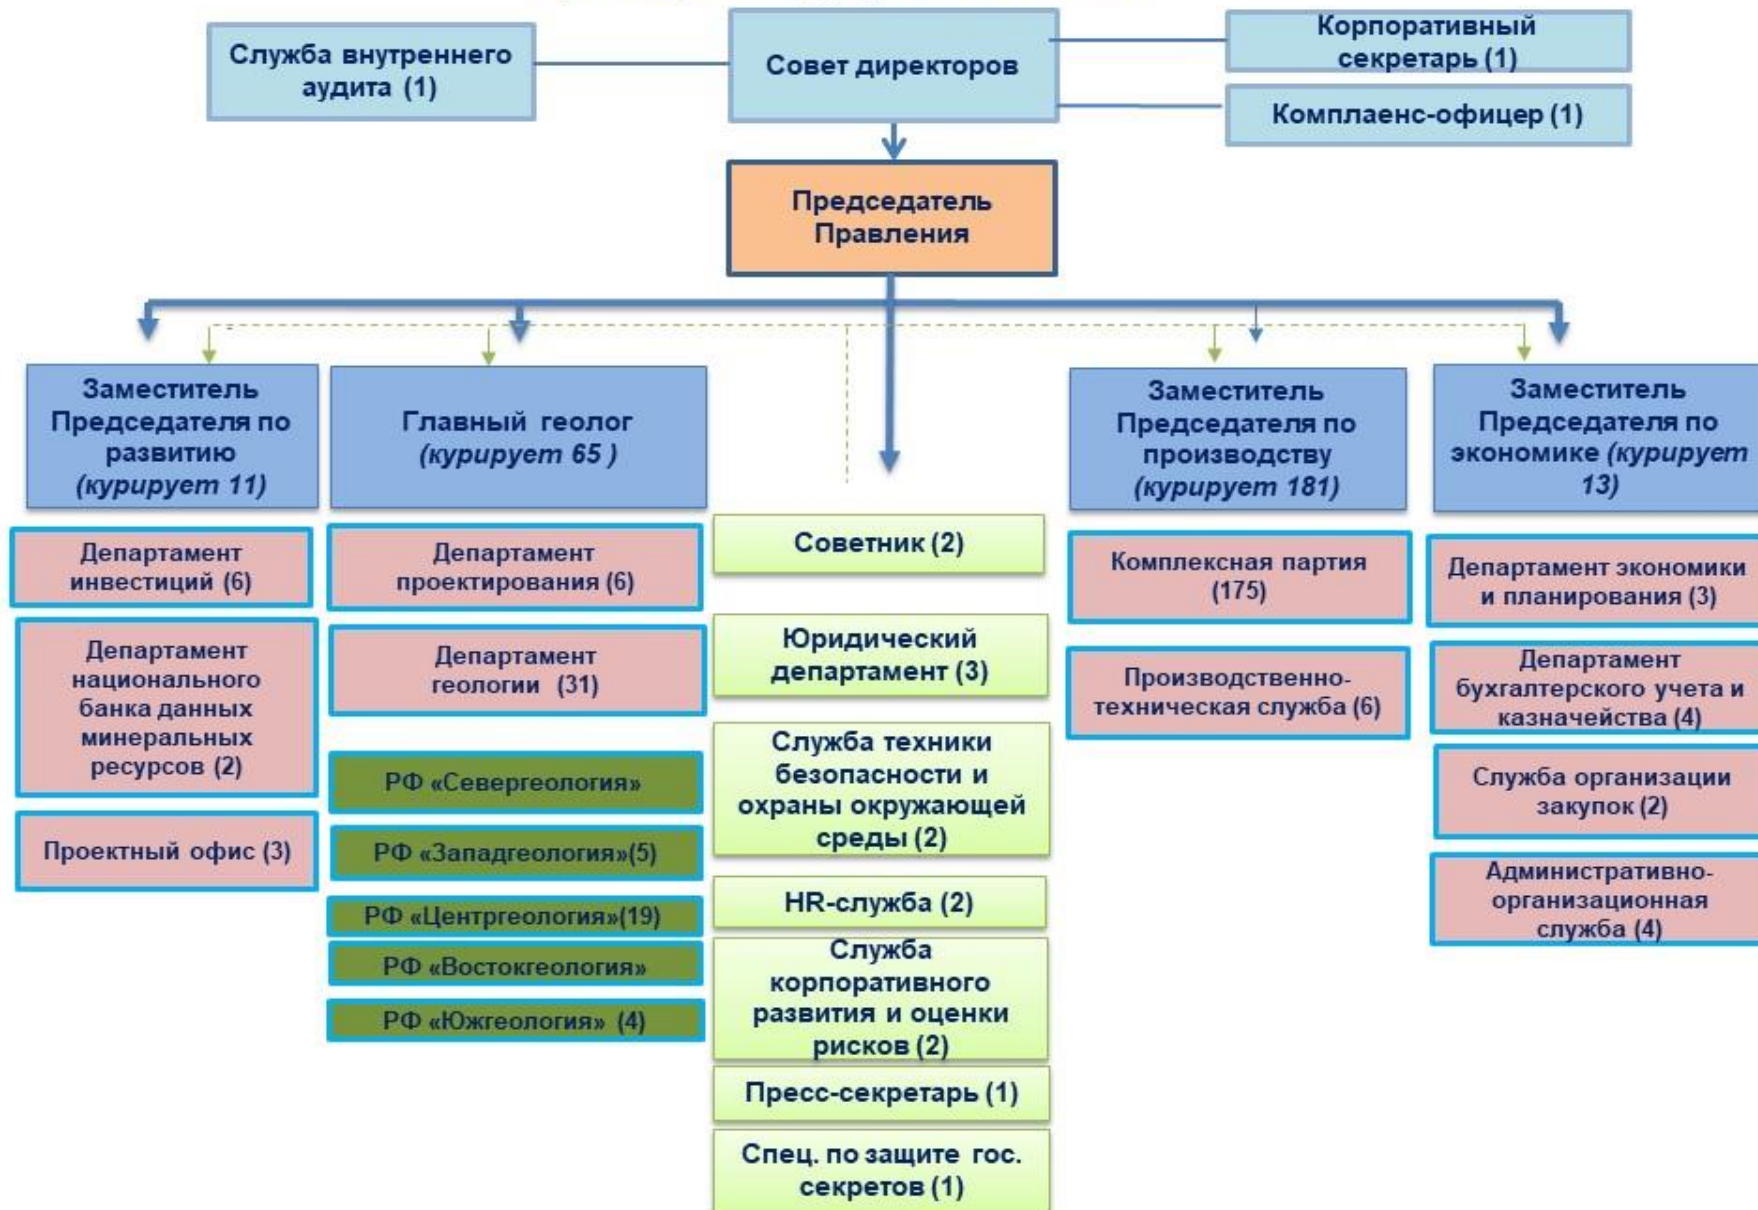 Служба внутреннего
аудита (1)
Совет директоров
Корпоративный
секретарь (1)
Комплаенс-офицер (1)
Председатель
Правления
Заместитель
Председателя по
развитию
(курирует 11)
Главный геолог
(курирует 65 )
Заместитель
Председателя по
производству
(курирует 181)
Заместитель
Председателя по
экономике (курирует
13)
Департамент
инвестиций (6)
Департамент
национального
банка данных
минеральных
ресурсов (2)
Проектный офис (3)
Департамент
проектирования (6)
Департамент
геологии (31)
РФ «Севергеология»
РФ «Западгеология»(5)
РФ «Центргеология»(19)
РФ «Востокгеология»
РФ «Южгеология» (4)
Советник (2)
Юридический
департамент (3)
Служба техники
безопасности и
охраны окружающей
среды (2)
HR-служба (2)
Служба
корпоративного
развития и оценки
рисков (2)
Пресс-секретарь (1)
Спец. по защите гос.
секретов (1)
Комплексная партия
(175)
Производственно-
техническая служба (6)
Департамент экономики
и планирования (3)
Департамент
бухгалтерского учета и
казначейства (4)
Служба организации
закупок (2)
Административно-
организационная
служба (4)